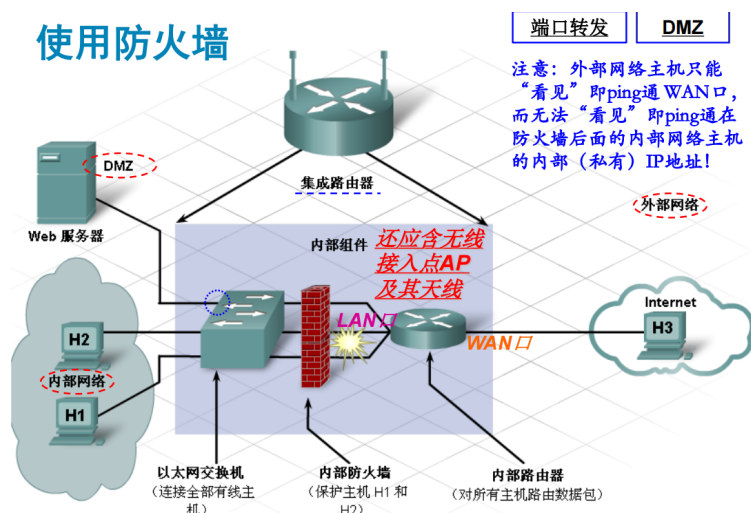 使用防火墙
端口转发
DMZ
注意：外部网络主机只能
“看见”即ping通 WAN口，
而无法“看见”即ping通在
防火墙后面的内部网络主机
的内部（私有）IP地址！
DMZ
集成路由器
外部网络
Web 服务器
内部组件
还应含无线
接入点AP
及其天线
Internet
LAN口
WAN口
H2
H3
内部网络
H1
以太网交换机
（连接全部有线主
机）
内部防火墙
（保护主机 H1 和
H2）
内部路由器
（对所有主机路由数据包）